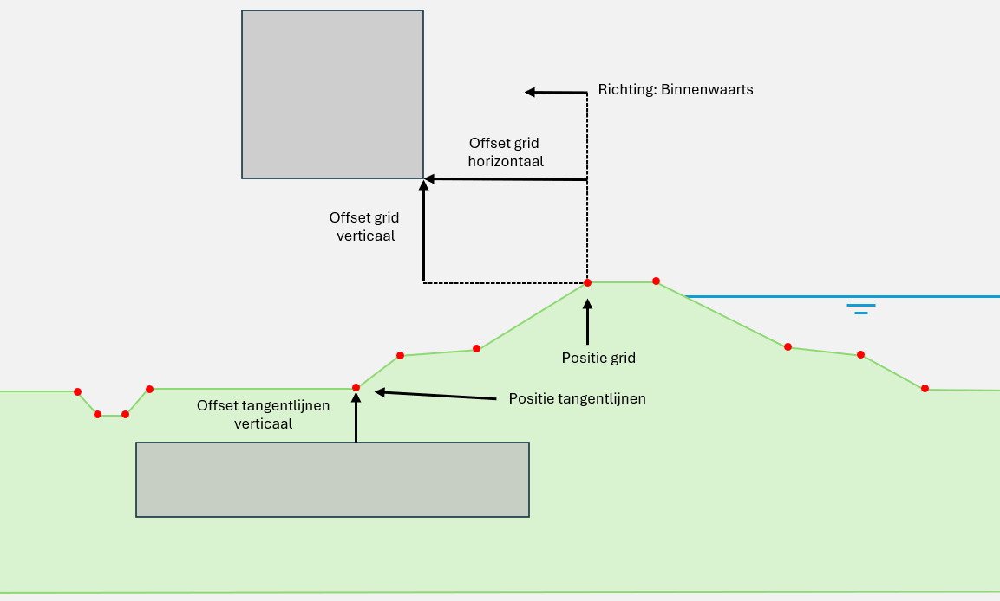 Richting: Binnenwaarts
Offset grid
horizontaal
Offset grid
verticaal
Positie grid
Positie tangentlijnen
Offset tangentlijnen
verticaal